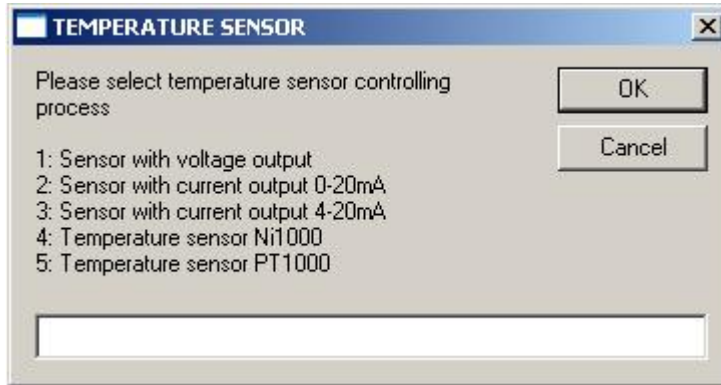 TEMPERATURE SENSOR
Please select temperature sensor controlling
process
OK
Cancel
1: Sensor with voltage output
2: Sensor with current output 0-20mA
3: Sensor with current output 4-20mA
4: Temperature sensor Ni1000
5: Temperature sensor PT1000